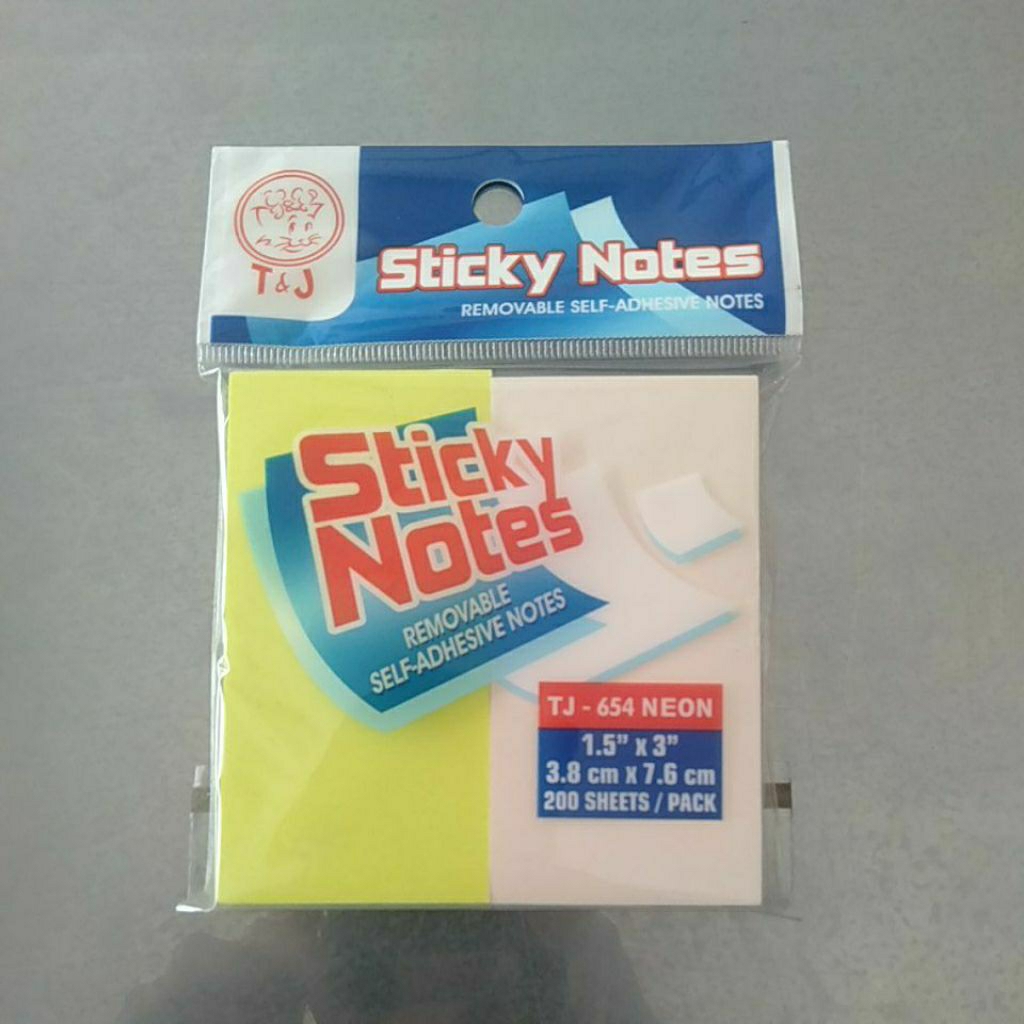 T&J
Sticky Notes
REMOVABLE SELF-ADHESIVE NOTES
Sticky
Notes
REMOVABLE
SELF-ADHESIVE NOTES
TJ - 654 NEON
1.5” x 3”
3.8 cm x 7.6 cm
200 SHEETS / PACK